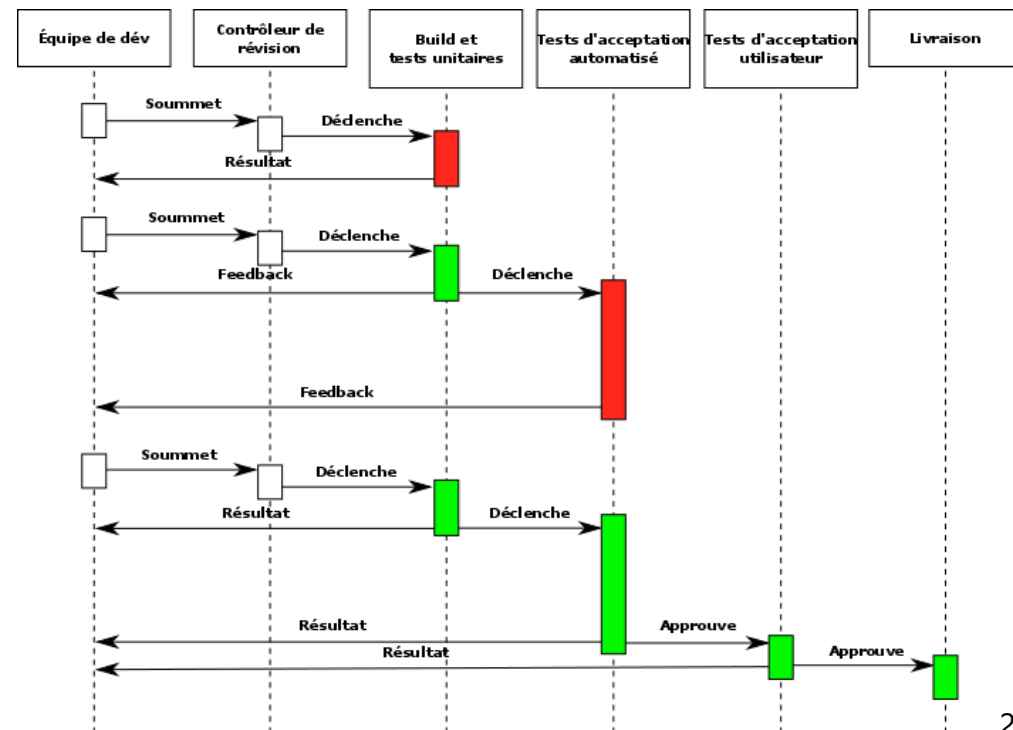 Équipe de dév
Contrôleur de
révision
Build et
tests unitaires
Tests d'acceptation
automatisé
Tests d'acceptation
utilisateur
Livraison
Soummet
Déclenche
Résultat
Soummet
Déclenche
Feedback
Déclenche
Feedback
Soummet
Déclenche
Résultat
Déclenche
Résultat
Approuve
Résultat
Approuve
2